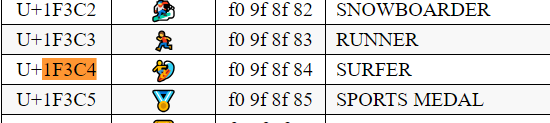 U+1F3C2 🏂 f0 9f 8f 82 SNOWBOARDER
U+1F3C3 🏃 f0 9f 8f 83 RUNNER
U+1F3C4 🏄 f0 9f 8f 84 SURFER
U+1F3C5 🏅 f0 9f 8f 85 SPORTS MEDAL